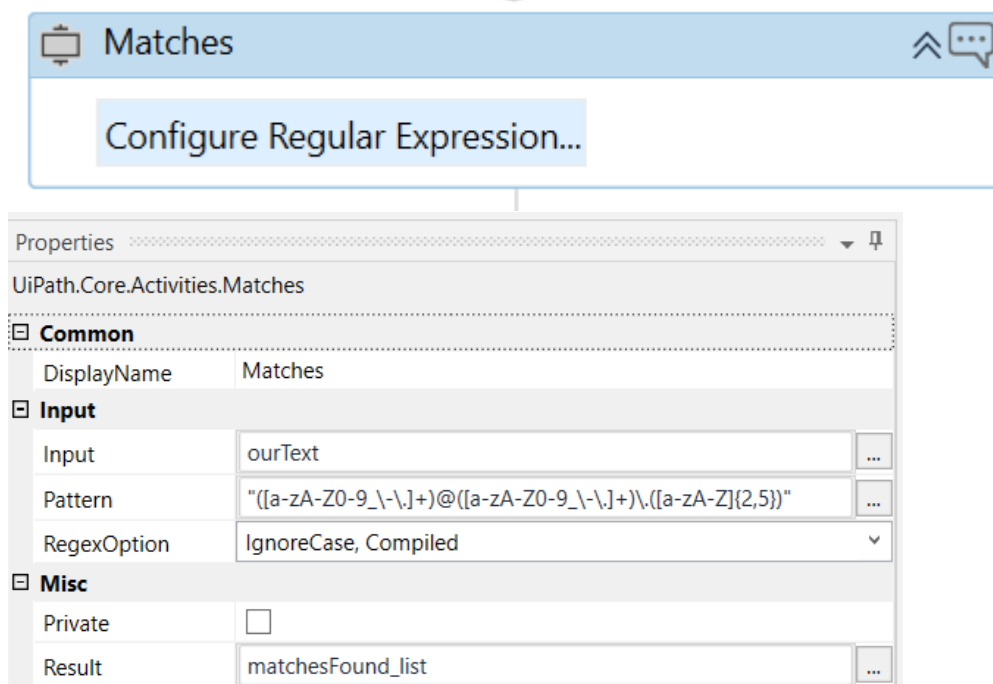 Matches
Configure Regular Expression...
Properties
UiPath.Core.Activities.Matches
Common
DisplayName Matches
Input
Input ourText ...
Pattern "([a-zA-Z0-9_\-\.]+)@([a-zA-Z0-9_\-\.]+)\.([a-zA-Z]{2,5})" ...
RegexOption IgnoreCase, Compiled
Misc
Private
Result matchesFound_list ...